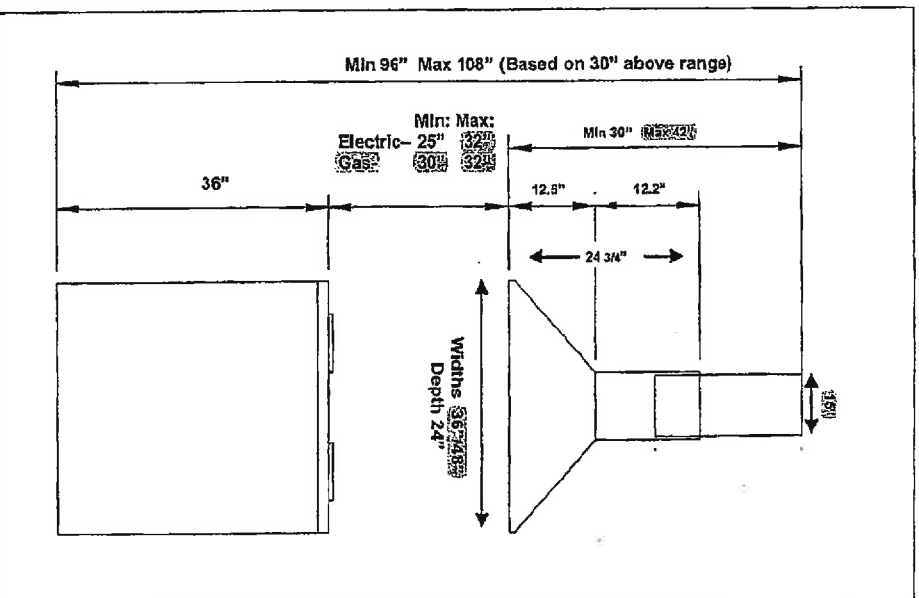 Min 96" Max 108" (Based on 30" above range)
Min: Max:
Electric– 25" 32"
Gas- 30" 32"
Min 30" Max 42"
36"
12.5"
12.2"
24 3/4"
Widths 36"/48"
Depth 24"
15"